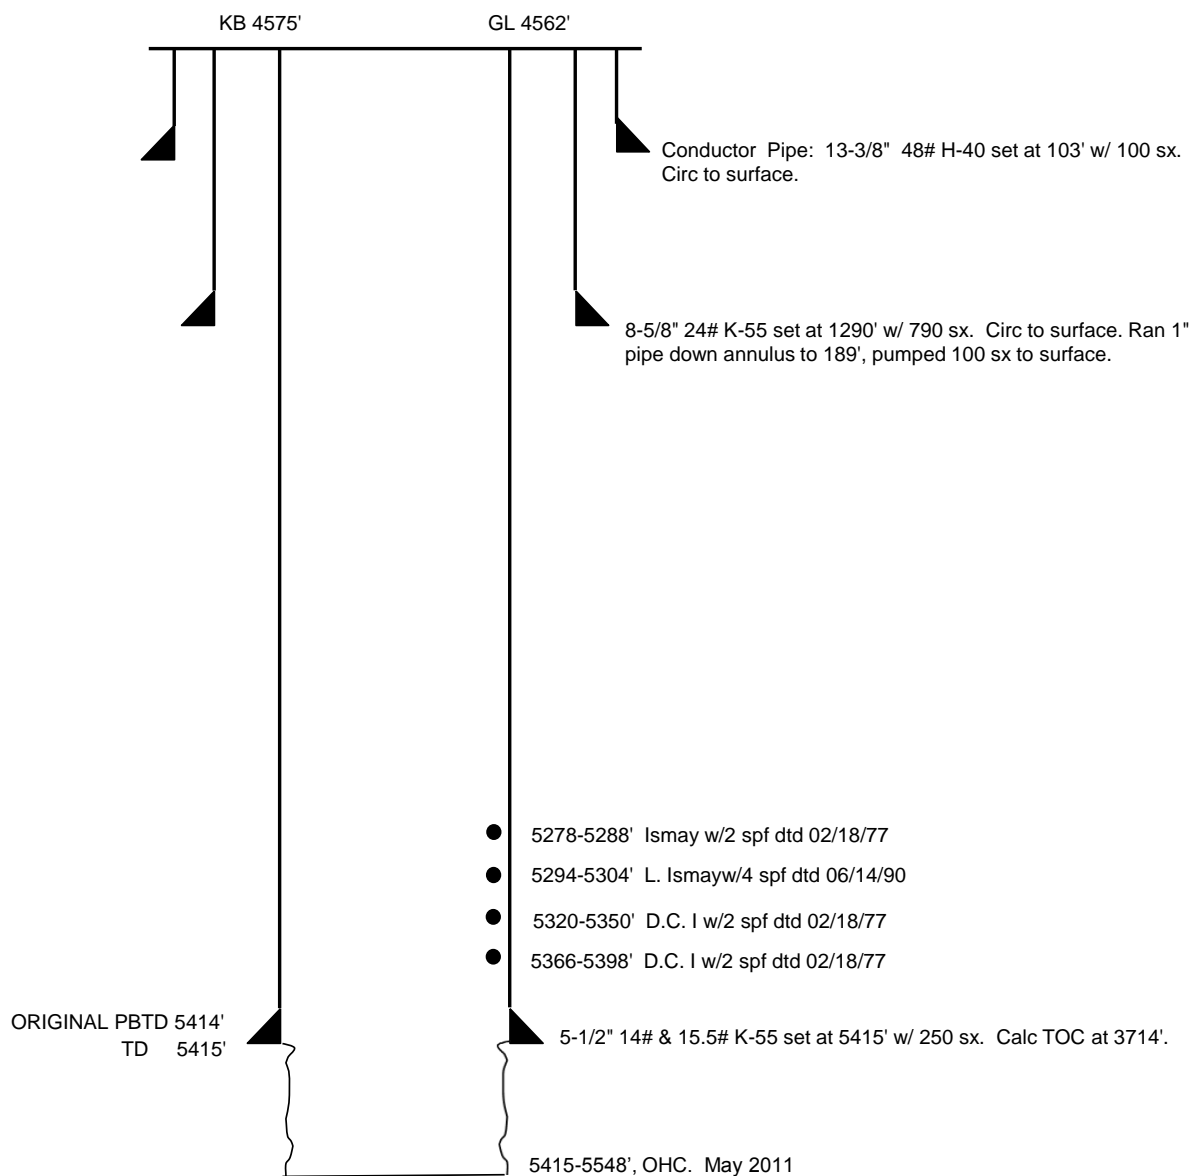 KB 4575' GL 4562'
Conductor Pipe: 13-3/8" 48# H-40 set at 103' w/ 100 sx.
Circ to surface.
8-5/8" 24# K-55 set at 1290' w/ 790 sx. Circ to surface. Ran 1"
pipe down annulus to 189', pumped 100 sx to surface.
5278-5288' Ismay w/2 spf dtd 02/18/77
5294-5304' L. Ismayw/4 spf dtd 06/14/90
5320-5350' D.C. I w/2 spf dtd 02/18/77
5366-5398' D.C. I w/2 spf dtd 02/18/77
ORIGINAL PBTD 5414'
TD 5415'
5-1/2" 14# & 15.5# K-55 set at 5415' w/ 250 sx. Calc TOC at 3714'.
5415-5548’, OHC. May 2011